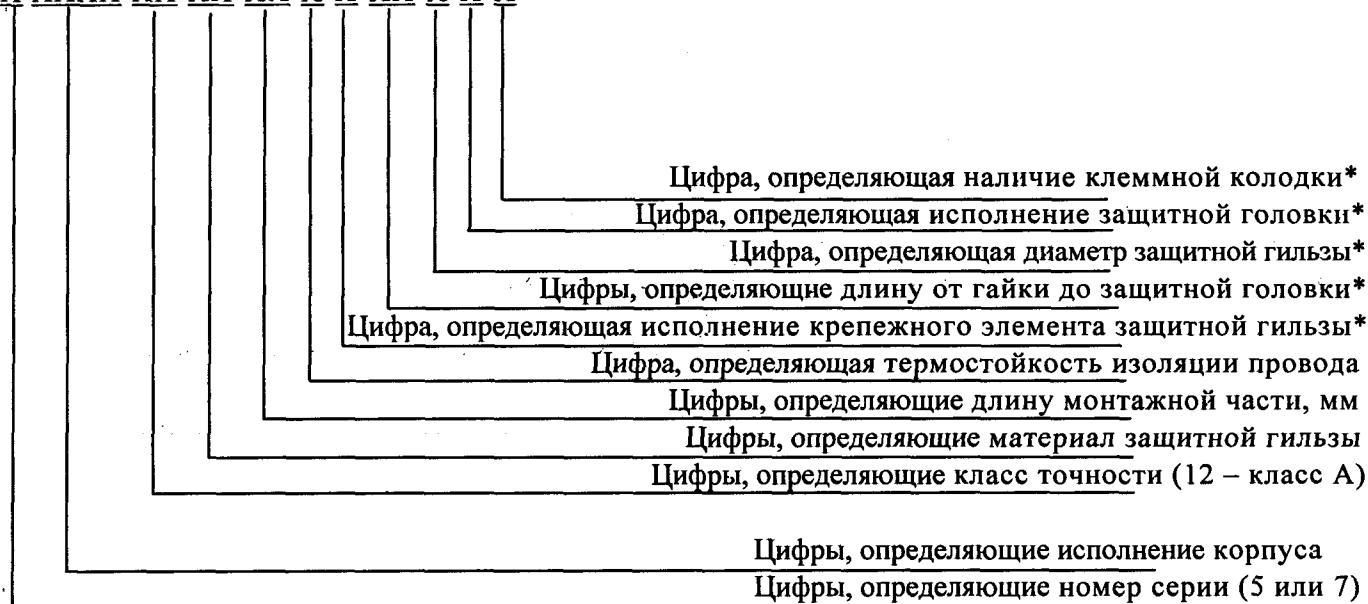 Цифра, определяющая наличие клеммной колодки*
Цифра, определяющая исполнение защитной головки*
Цифра, определяющая диаметр защитной гильзы*
Цифры, определяющие длину от гайки до защитной головки*
Цифра, определяющая исполнение крепежного элемента защитной гильзы*
Цифра, определяющая термостойкость изоляции провода
Цифры, определяющие длину монтажной части, мм
Цифры, определяющие материал защитной гильзы
Цифры, определяющие класс точности (12 – класс А)
Цифры, определяющие исполнение корпуса
Цифры, определяющие номер серии (5 или 7)